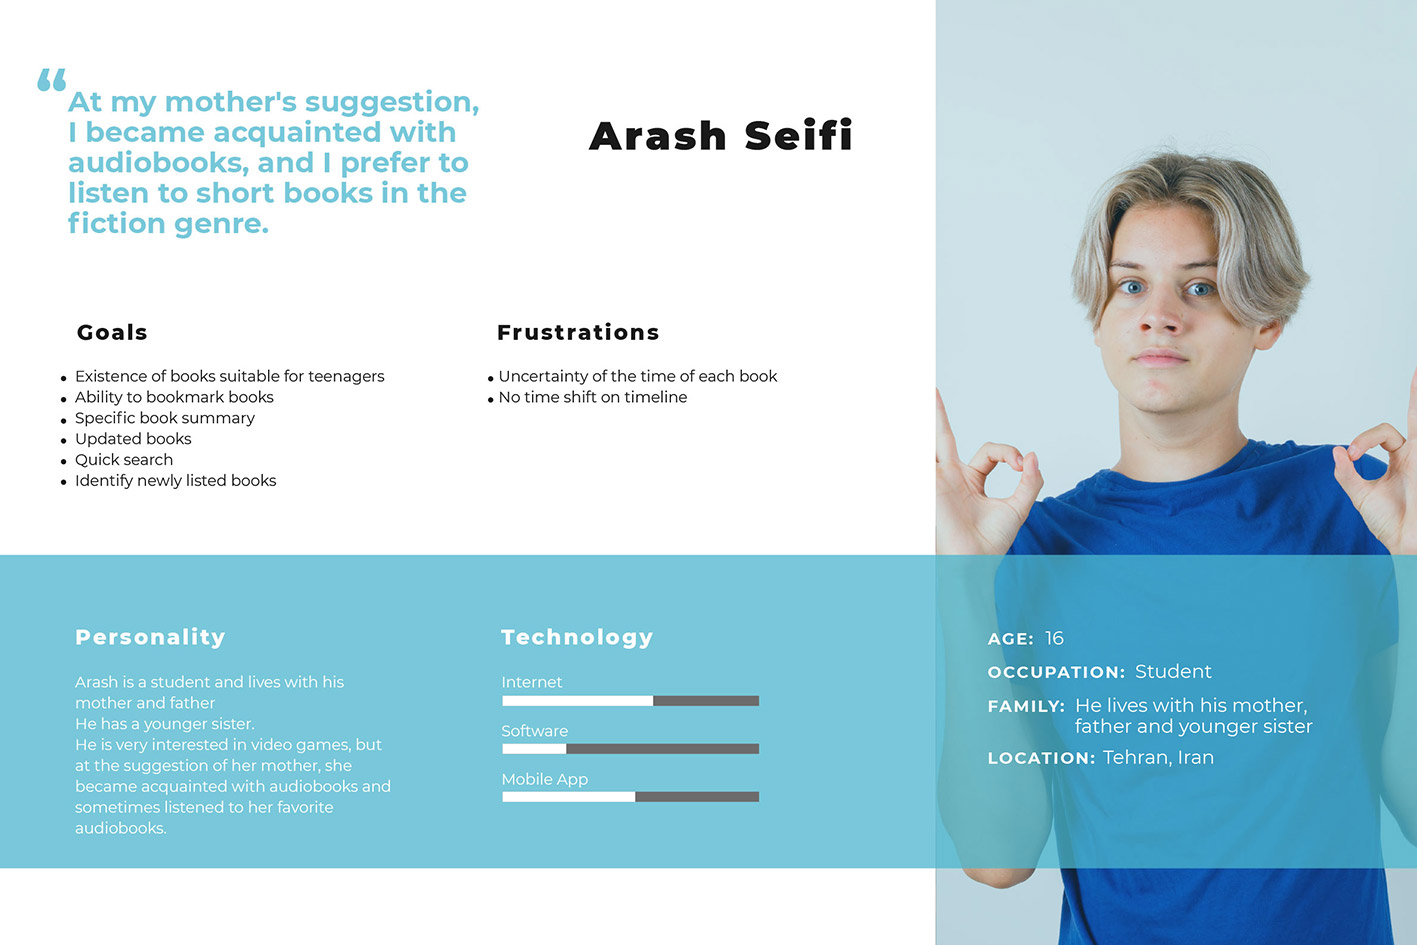 “
At my mother's suggestion,
I became acquainted with
audiobooks, and I prefer to
listen to short books in the
fiction genre.
Arash Seifi
Goals
• Existence of books suitable for teenagers
• Ability to bookmark books
• Specific book summary
• Updated books
• Quick search
• Identify newly listed books
Frustrations
• Uncertainty of the time of each book
• No time shift on timeline
Personality
Arash is a student and lives with his
mother and father
He has a younger sister.
He is very interested in video games, but
at the suggestion of her mother, she
became acquainted with audiobooks and
sometimes listened to her favorite
audiobooks.
Technology
Internet
Software
Mobile App
AGE: 16
OCCUPATION: Student
FAMILY: He lives with his mother,
father and younger sister
LOCATION: Tehran, Iran